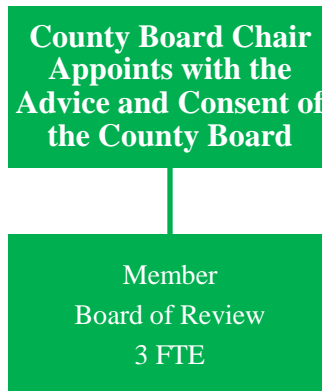 County Board Chair
Appoints with the
Advice and Consent of
the County Board
Member
Board of Review
3 FTE